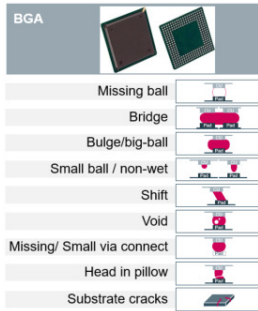 BGA
Missing ball
Bridge
Bulge/big-ball
Small ball / non-wet
Shift
Void
Missing/ Small via connect
Head in pillow
Substrate cracks